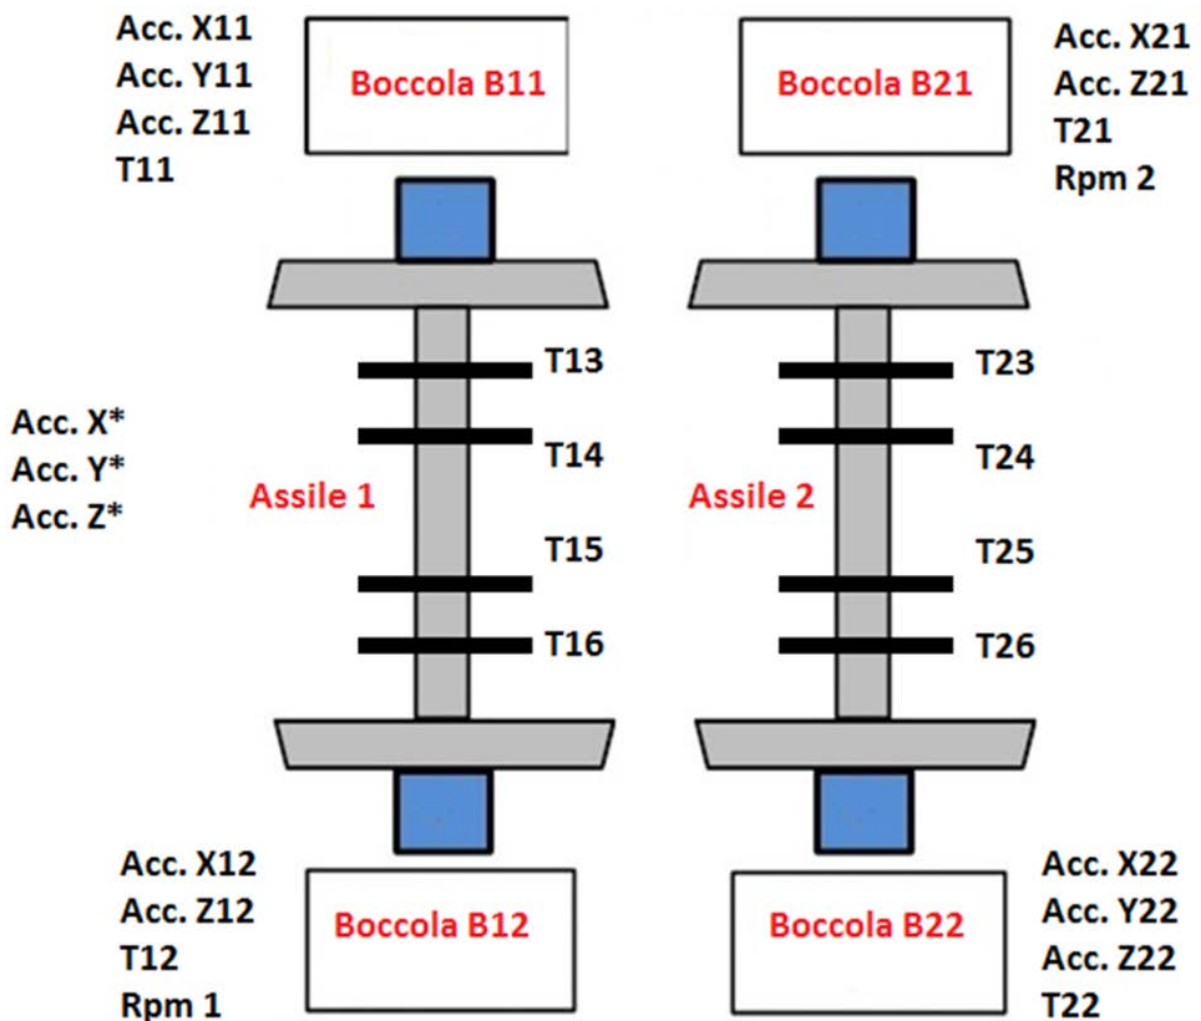 Acc. X11
Acc. Y11
Acc. Z11
T11
Boccola B11
Boccola B21
Acc. X21
Acc. Z21
T21
Rpm 2
T13
T14
T15
T16
T23
T24
T25
T26
Acc. X*
Acc. Y*
Acc. Z*
Assile 1
Assile 2
Acc. X12
Acc. Z12
T12
Rpm 1
Boccola B12
Boccola B22
Acc. X22
Acc. Y22
Acc. Z22
T22